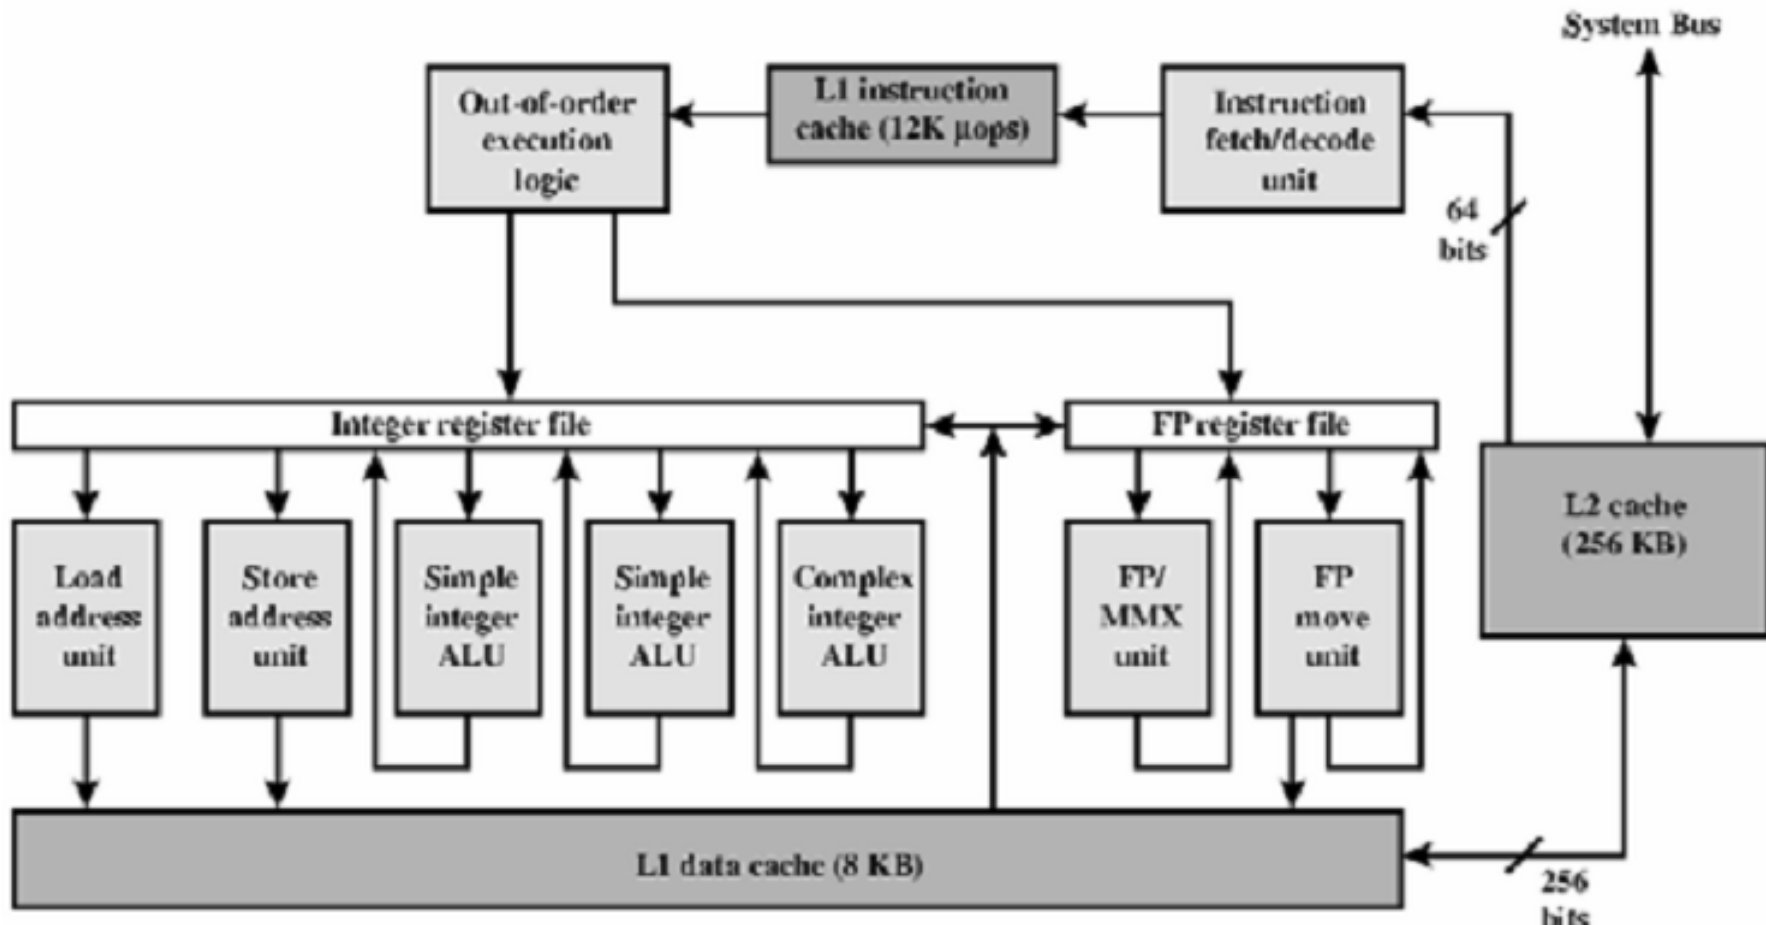 System Bus
Out-of-order
execution
logic
L1 instruction
cache (12K µops)
Instruction
fetch/decode
unit
64
bits
Integer register file
FP register file
L2 cache
(256 KB)
Load
address
unit
Store
address
unit
Simple
integer
ALU
Simple
integer
ALU
Complex
integer
ALU
FP/
MMX
unit
FP
move
unit
L1 data cache (8 KB)
256
bits